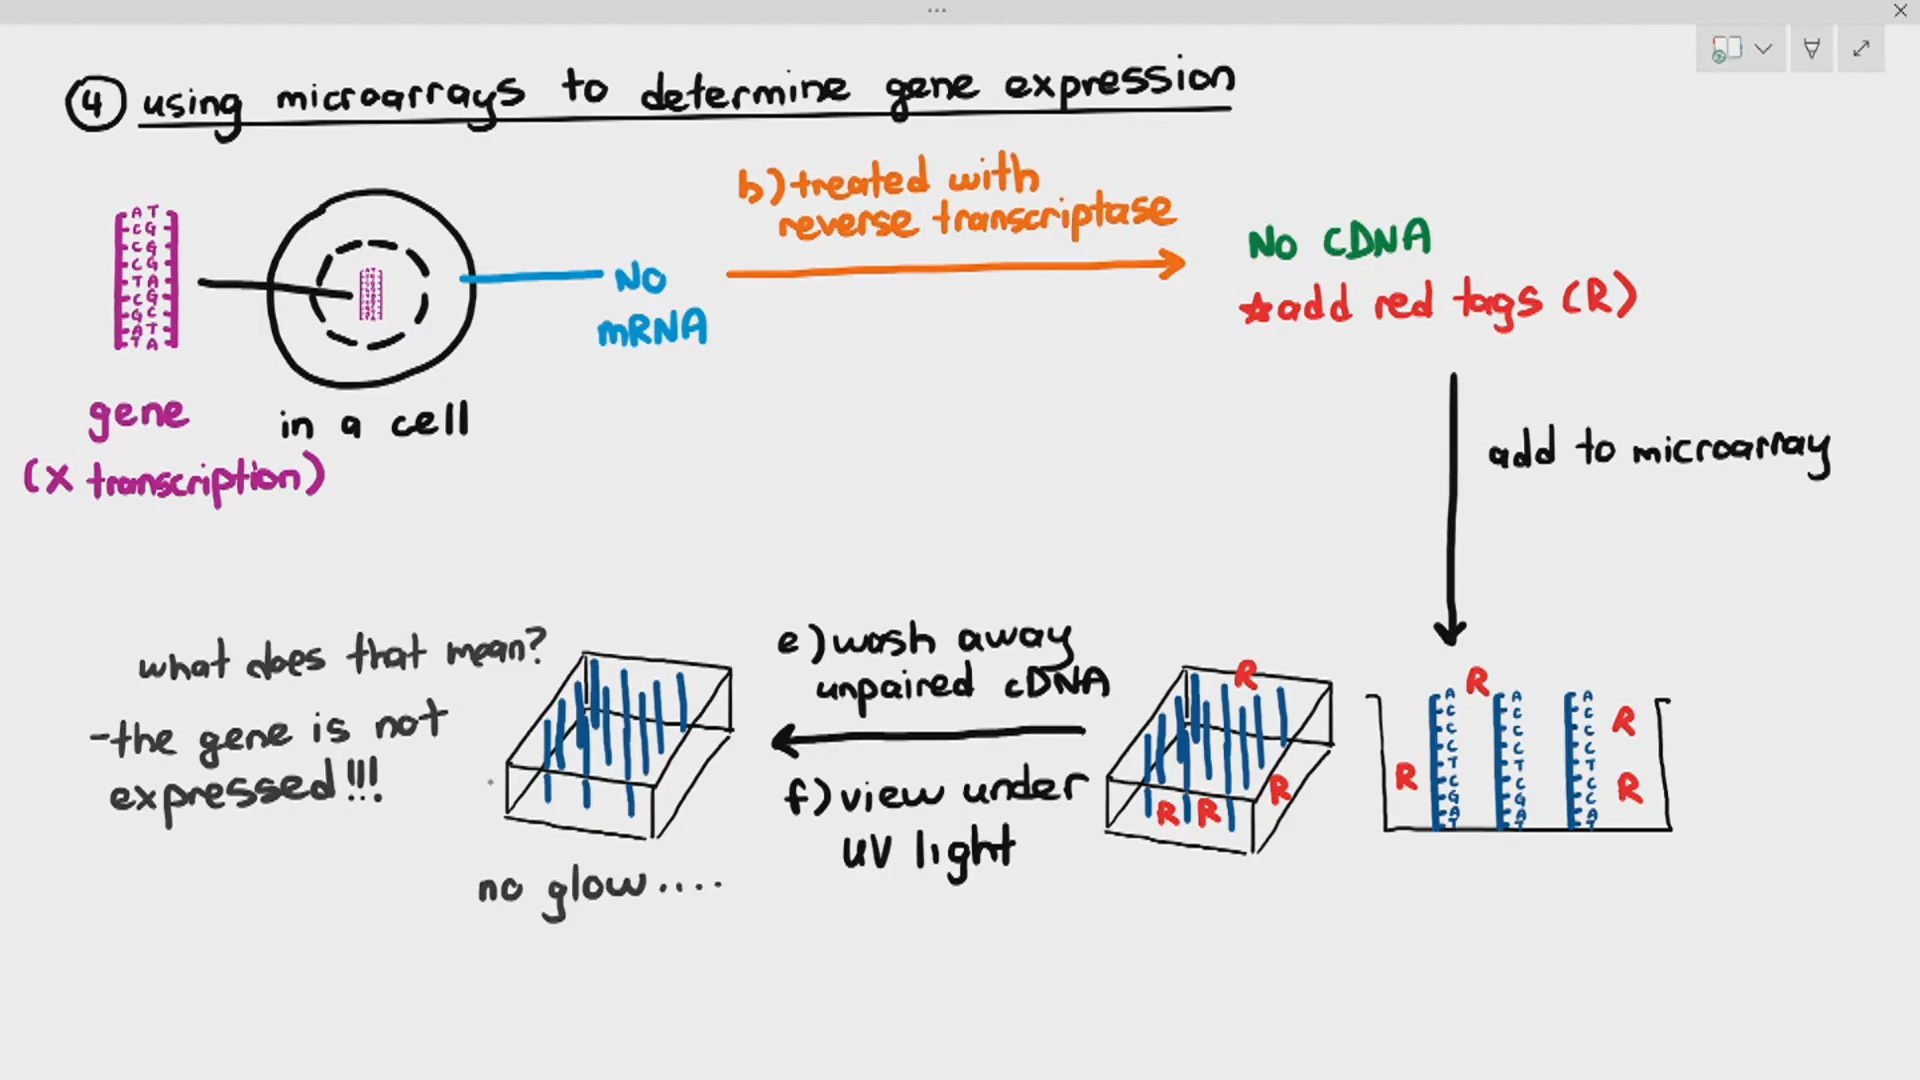 ④ using microarrays to determine gene expression
b) treated with
reverse transcriptase
A T
C G
C G
C G
T A
C G
G C
A T
T A
No
mRNA
No cDNA
*add red tags (R)
gene
(X transcription)
in a cell
add to microarray
what does that mean?
-the gene is not
expressed!!!
no glow....
e) wash away
unpaired cDNA
f) view under
UV light
R
R R
R
R
R
R
R
A C C C T C G A T
A C C C T C G A T
A C C C T C G A T